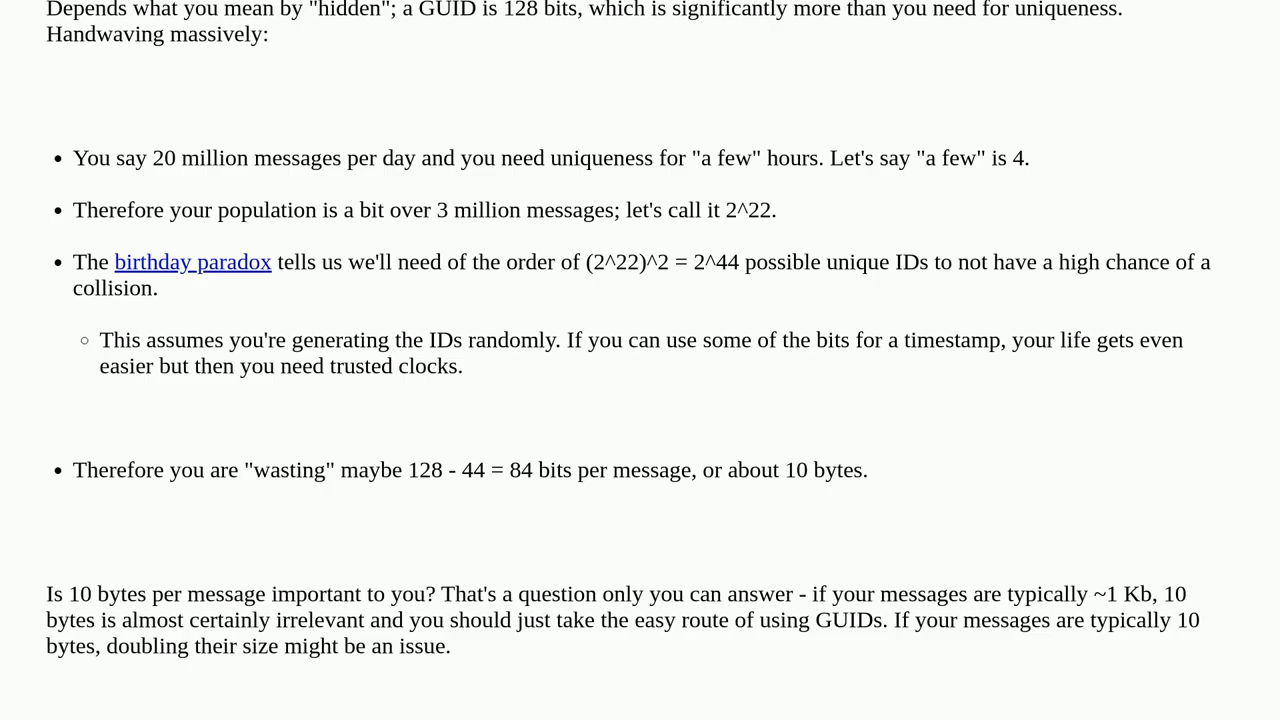 Depends what you mean by "hidden"; a GUID is 128 bits, which is significantly more than you need for uniqueness.
Handwaving massively:
• You say 20 million messages per day and you need uniqueness for "a few" hours. Let's say "a few" is 4.
• Therefore your population is a bit over 3 million messages; let's call it 2^22.
• The birthday paradox tells us we'll need of the order of (2^22)^2 = 2^44 possible unique IDs to not have a high chance of a
collision.
◦ This assumes you're generating the IDs randomly. If you can use some of the bits for a timestamp, your life gets even
easier but then you need trusted clocks.
• Therefore you are "wasting" maybe 128 - 44 = 84 bits per message, or about 10 bytes.
Is 10 bytes per message important to you? That's a question only you can answer - if your messages are typically ~1 Kb, 10
bytes is almost certainly irrelevant and you should just take the easy route of using GUIDs. If your messages are typically 10
bytes, doubling their size might be an issue.